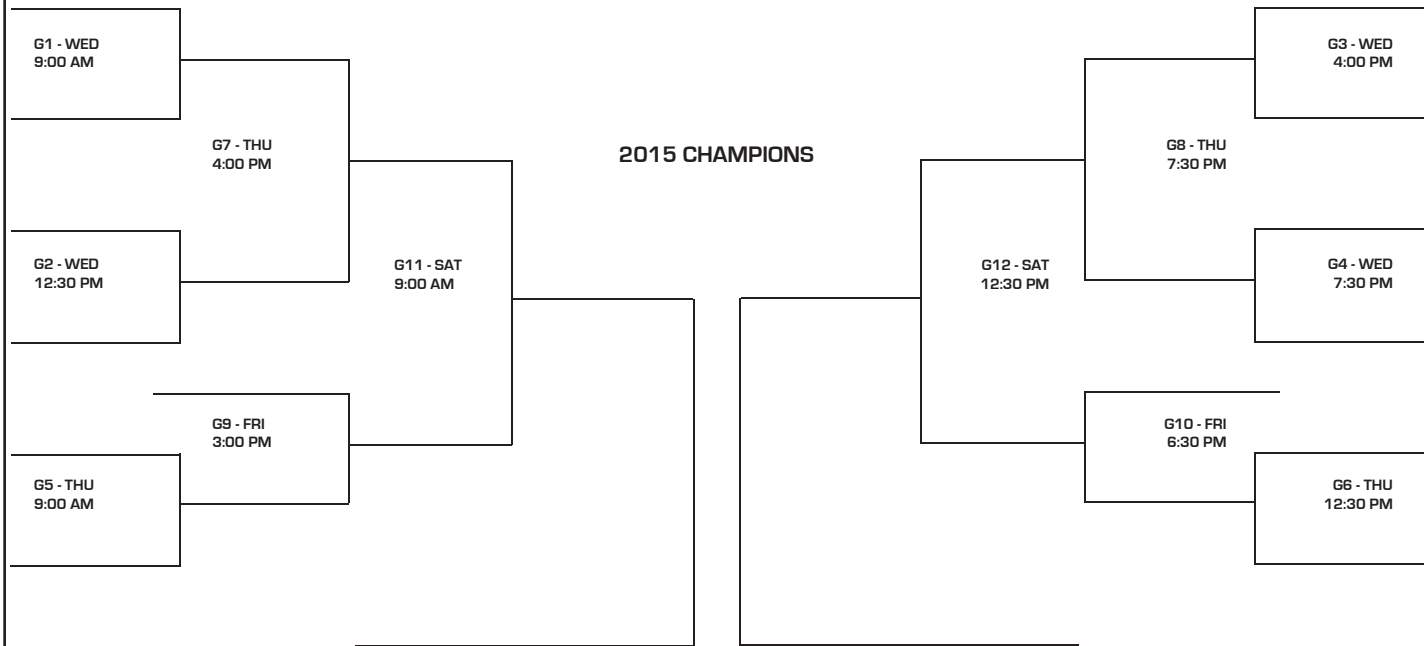 G1 - WED
9:00 AM
G7 - THU
4:00 PM
G2 - WED
12:30 PM
G11 - SAT
9:00 AM
G9 - FRI
3:00 PM
G5 - THU
9:00 AM
2015 CHAMPIONS
G3 - WED
4:00 PM
G8 - THU
7:30 PM
G12 - SAT
12:30 PM
G4 - WED
7:30 PM
G10 - FRI
6:30 PM
G6 - THU
12:30 PM